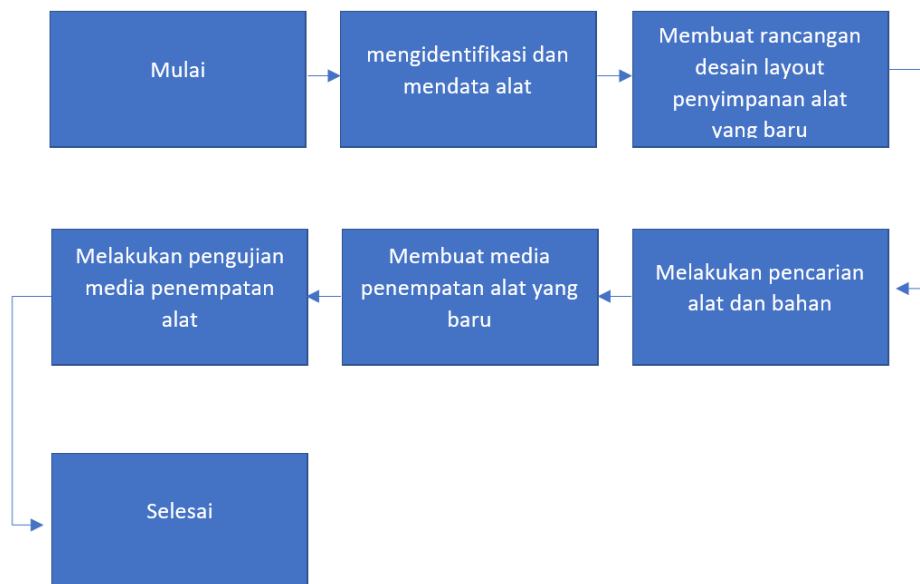 Mulai
mengidentifikasi dan
mendata alat
Membuat rancangan
desain layout
penyimpanan alat
yang baru
Melakukan pencarian
alat dan bahan
Membuat media
penempatan alat yang
baru
Melakukan pengujian
media penempatan
alat
Selesai